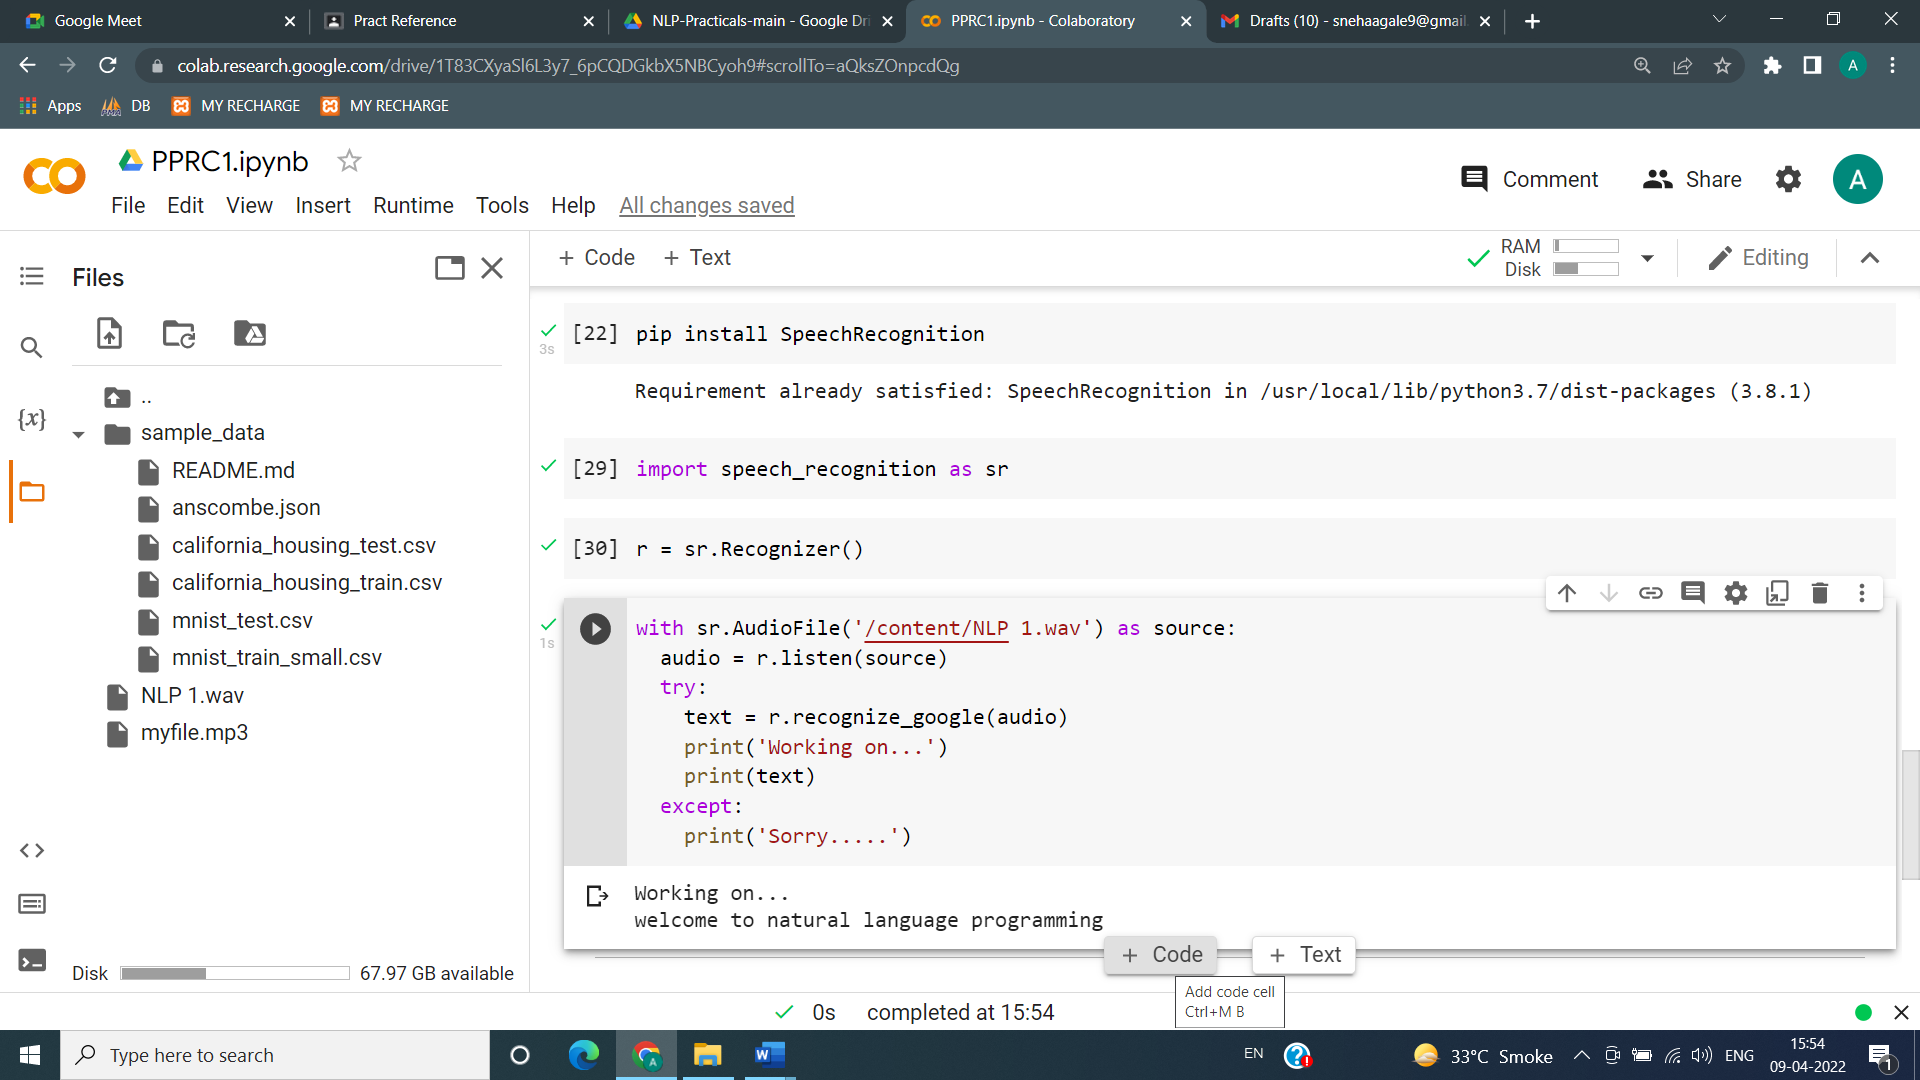 Google Meet
Pract Reference
NLP-Practicals-main - Google Dri
PPRC1.ipynb - Colaboratory
Drafts (10) - snehaagale9@gmail.
colab.research.google.com/drive/1T83CXyaSl6L3y7_6pCQDGkbX5NBCyoh9#scrollTo=aQksZOnpcdQg
A
Apps
DB
MY RECHARGE
MY RECHARGE
PPRC1.ipynb
File Edit View Insert Runtime Tools Help All changes saved
Comment
Share
A
Files
+ Code + Text
RAM
Disk
Editing
..
sample_data
README.md
anscombe.json
california_housing_test.csv
california_housing_train.csv
mnist_test.csv
mnist_train_small.csv
NLP 1.wav
myfile.mp3
{x}
Disk
67.97 GB available
3s
[22] pip install SpeechRecognition
Requirement already satisfied: SpeechRecognition in /usr/local/lib/python3.7/dist-packages (3.8.1)
[29] import speech_recognition as sr
[30] r = sr.Recognizer()
1s
with sr.AudioFile('/content/NLP 1.wav') as source:
audio = r.listen(source)
try:
text = r.recognize_google(audio)
print('Working on...')
print(text)
except:
print('Sorry.....')
Working on...
welcome to natural language programming
+ Code
+ Text
Add code cell
Ctrl+M B
0s completed at 15:54
Type here to search
EN
33°C Smoke
ENG
15:54
09-04-2022
1